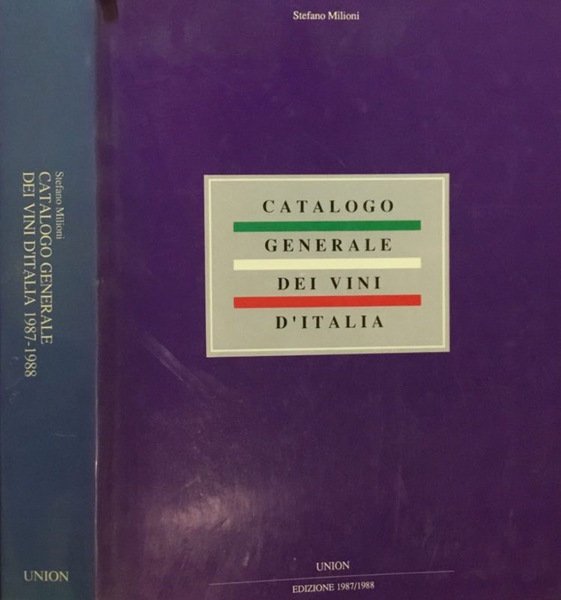 Stefano Milioni
CATALOGO GENERALE
DEI VINI D'ITALIA 1987-1988
UNION
Stefano Milioni
CATALOGO
GENERALE
DEI VINI
D'ITALIA
UNION
EDIZIONE 1987/1988